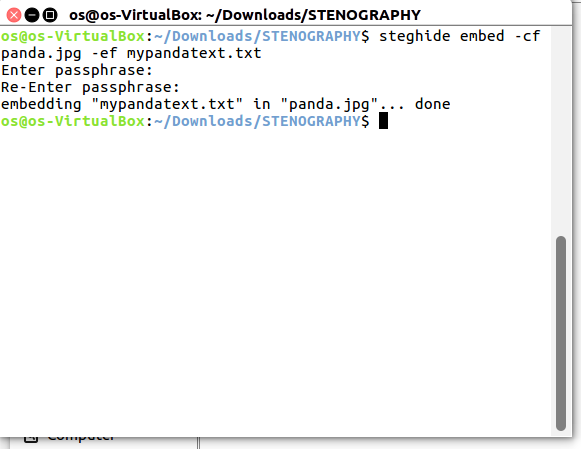 os@os-VirtualBox: ~/Downloads/STENOGRAPHY
os@os-VirtualBox:~/Downloads/STENOGRAPHY$ steghide embed -cf
panda.jpg -ef mypandatext.txt
Enter passphrase:
Re-Enter passphrase:
embedding "mypandatext.txt" in "panda.jpg"... done
os@os-VirtualBox:~/Downloads/STENOGRAPHY$
Computer